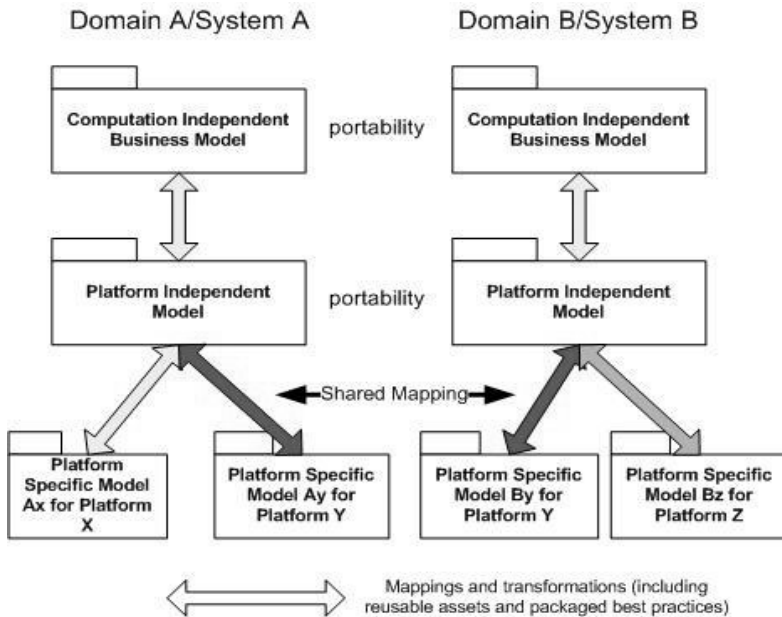 Domain A/System A
Domain B/System B
Computation Independent
Business Model
portability
Computation Independent
Business Model
Platform Independent
Model
portability
Platform Independent
Model
Shared Mapping
Platform
Specific Model
Ax for Platform
X
Platform Specific
Model Ay for
Platform Y
Platform Specific
Model By for
Platform Y
Platform Specific
Model Bz for
Platform Z
Mappings and transformations (including
reusable assets and packaged best practices)